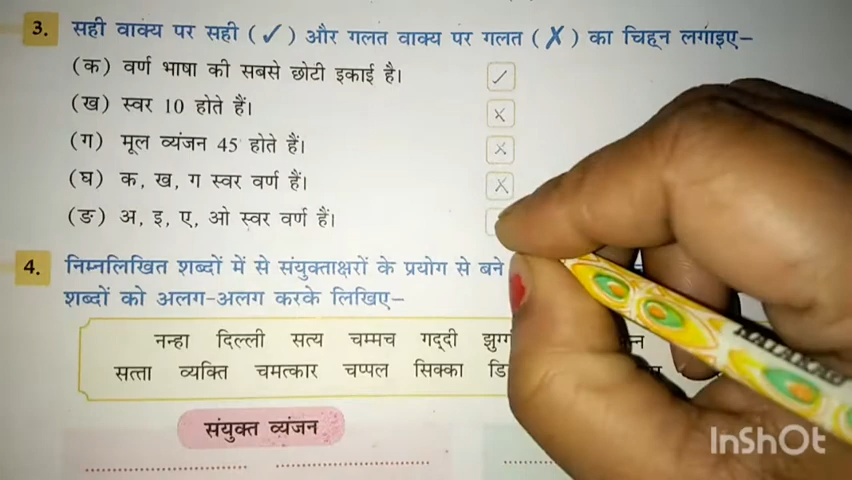 3. सही वाक्य पर सही (✓) और गलत वाक्य पर गलत (✗) का चिह्न लगाइए–
(क) वर्ण भाषा की सबसे छोटी इकाई है। ✓
(ख) स्वर 10 होते हैं। ✗
(ग) मूल व्यंजन 45 होते हैं। ✗
(घ) क, ख, ग स्वर वर्ण हैं। ✗
(ङ) अ, इ, ए, ओ स्वर वर्ण हैं।
4. निम्नलिखित शब्दों में से संयुक्ताक्षरों के प्रयोग से बने
शब्दों को अलग-अलग करके लिखिए–
नन्हा दिल्ली सत्य चम्मच गद्दी
सत्ता व्यक्ति चमत्कार चप्पल सिक्का
संयुक्त व्यंजन
InShOt